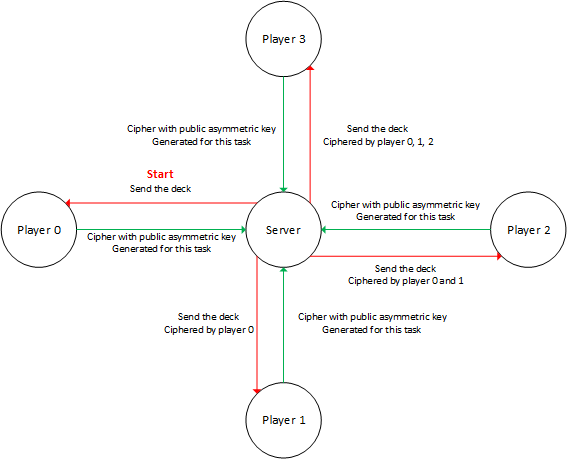 Player 3
Cipher with public asymmetric key
Generated for this task
Send the deck
Ciphered by player 0, 1, 2
Start
Send the deck
Player 0
Cipher with public asymmetric key
Generated for this task
Server
Cipher with public asymmetric key
Generated for this task
Player 2
Send the deck
Ciphered by player 0 and 1
Send the deck
Ciphered by player 0
Cipher with public asymmetric key
Generated for this task
Player 1